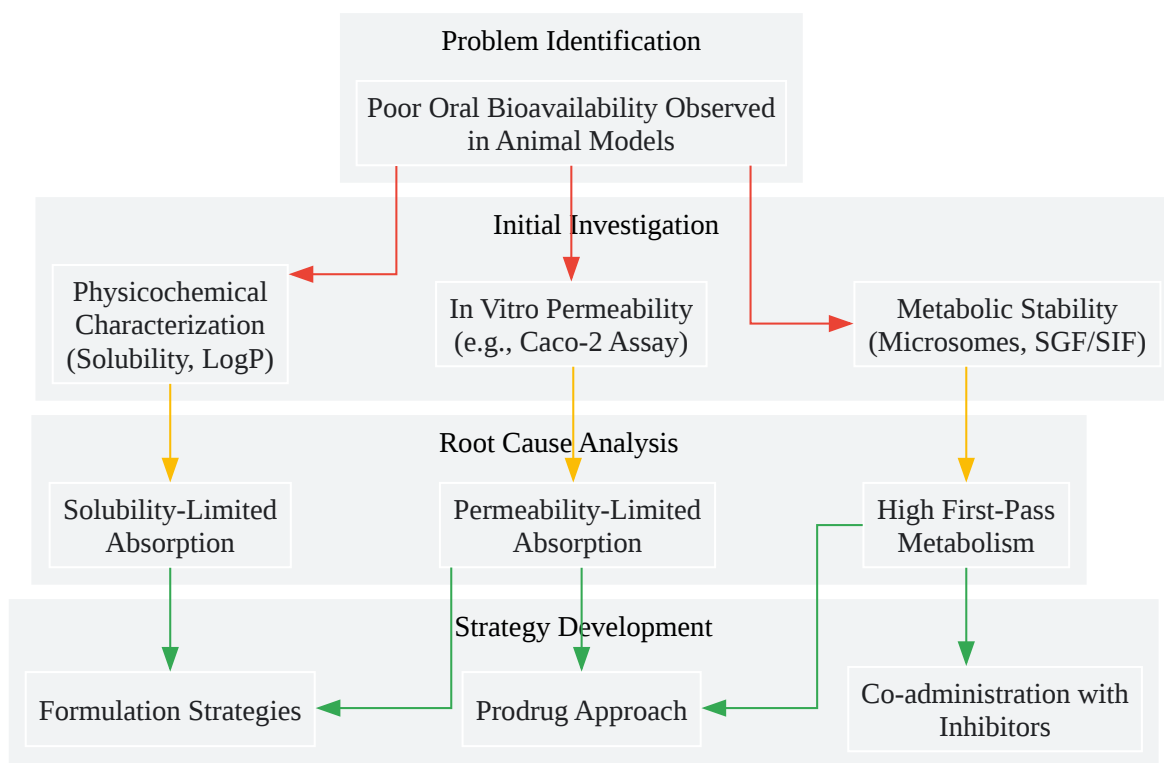 Problem Identification
Poor Oral Bioavailability Observed
in Animal Models
Initial Investigation
Physicochemical
Characterization
(Solubility, LogP)
In Vitro Permeability
(e.g., Caco-2 Assay)
Metabolic Stability
(Microsomes, SGF/SIF)
Root Cause Analysis
Solubility-Limited
Absorption
Permeability-Limited
Absorption
High First-Pass
Metabolism
Strategy Development
Formulation Strategies
Prodrug Approach
Co-administration with
Inhibitors